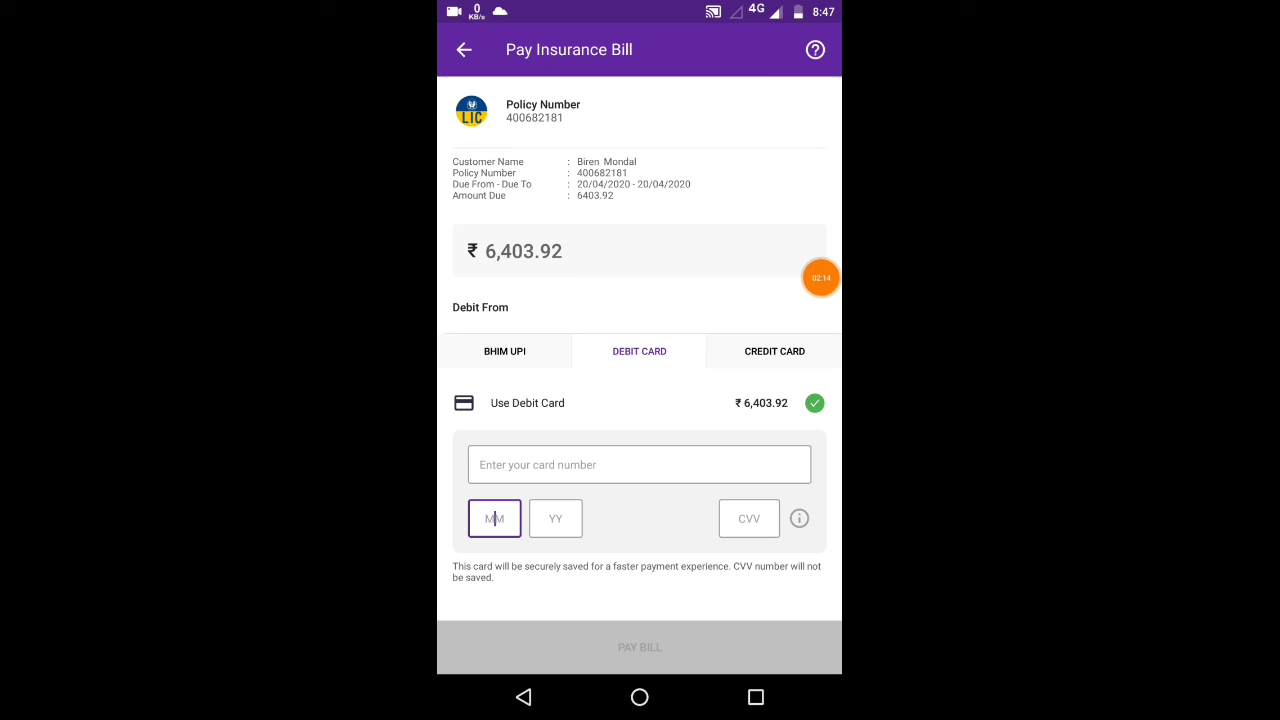 0
KB/s
4G
8:47
Pay Insurance Bill
LIC
Policy Number
400682181
Customer Name : Biren Mondal
Policy Number : 400682181
Due From - Due To : 20/04/2020 - 20/04/2020
Amount Due : 6403.92
₹ 6,403.92
02:14
Debit From
BHIM UPI DEBIT CARD CREDIT CARD
Use Debit Card ₹ 6,403.92
Enter your card number
MM YY CVV
This card will be securely saved for a faster payment experience. CVV number will not
be saved.
PAY BILL